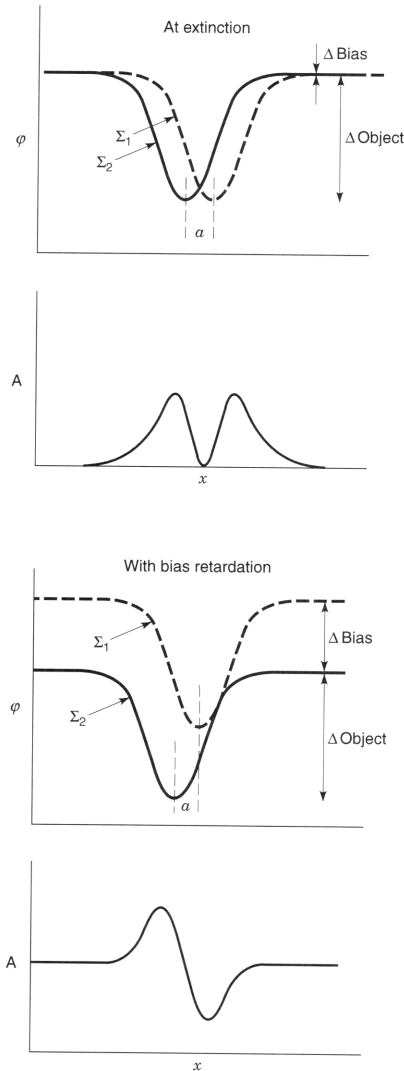 At extinction
Δ Bias
φ
Σ1
Σ2
Δ Object
a
A
x
With bias retardation
Σ1
Δ Bias
φ
Σ2
Δ Object
a
A
x